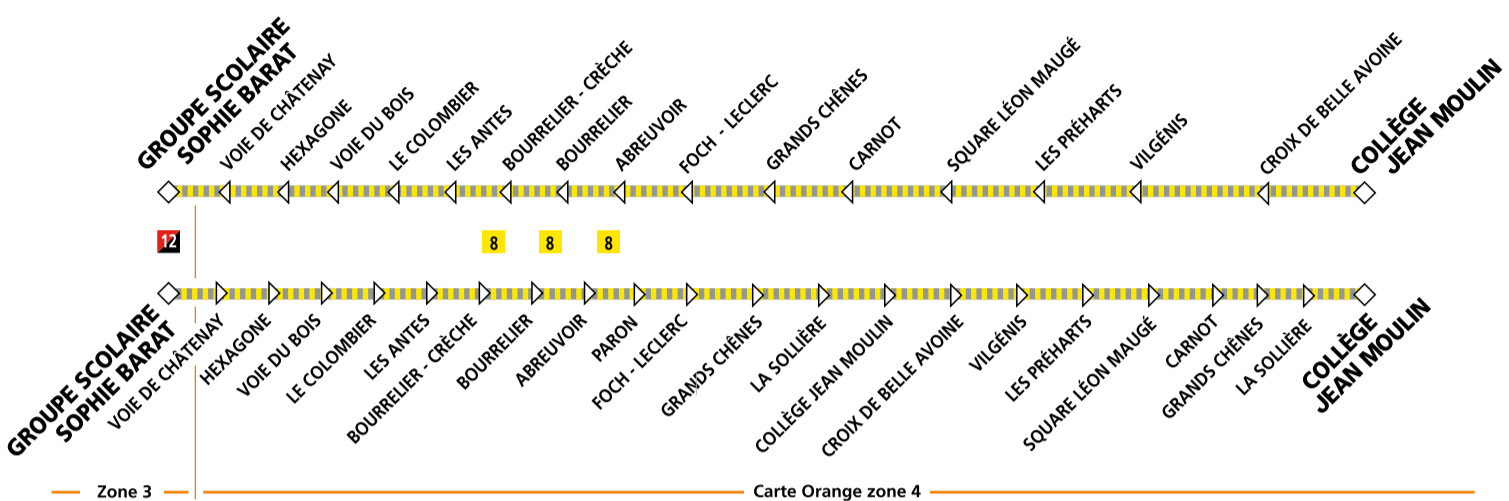 GROUPE SCOLAIRE
SOPHIE BARAT
VOIE DE CHÂTENAY
HEXAGONE
VOIE DU BOIS
LE COLOMBIER
LES ANTES
BOURRELIER - CRÈCHE
BOURRELIER
ABREUVOIR
FOCH - LECLERC
GRANDS CHÊNES
CARNOT
SQUARE LÉON MAUGÉ
LES PRÉHARTS
VILGÉNIS
CROIX DE BELLE AVOINE
COLLÈGE
JEAN MOULIN
12
8
8
8
GROUPE SCOLAIRE
SOPHIE BARAT
VOIE DE CHÂTENAY
HEXAGONE
VOIE DU BOIS
LE COLOMBIER
LES ANTES
BOURRELIER - CRÈCHE
BOURRELIER
ABREUVOIR
PARON
FOCH - LECLERC
GRANDS CHÊNES
LA SOLLIÈRE
COLLÈGE JEAN MOULIN
CROIX DE BELLE AVOINE
VILGÉNIS
LES PRÉHARTS
SQUARE LÉON MAUGÉ
CARNOT
GRANDS CHÊNES
LA SOLLIÈRE
COLLÈGE
JEAN MOULIN
Zone 3
Carte Orange zone 4